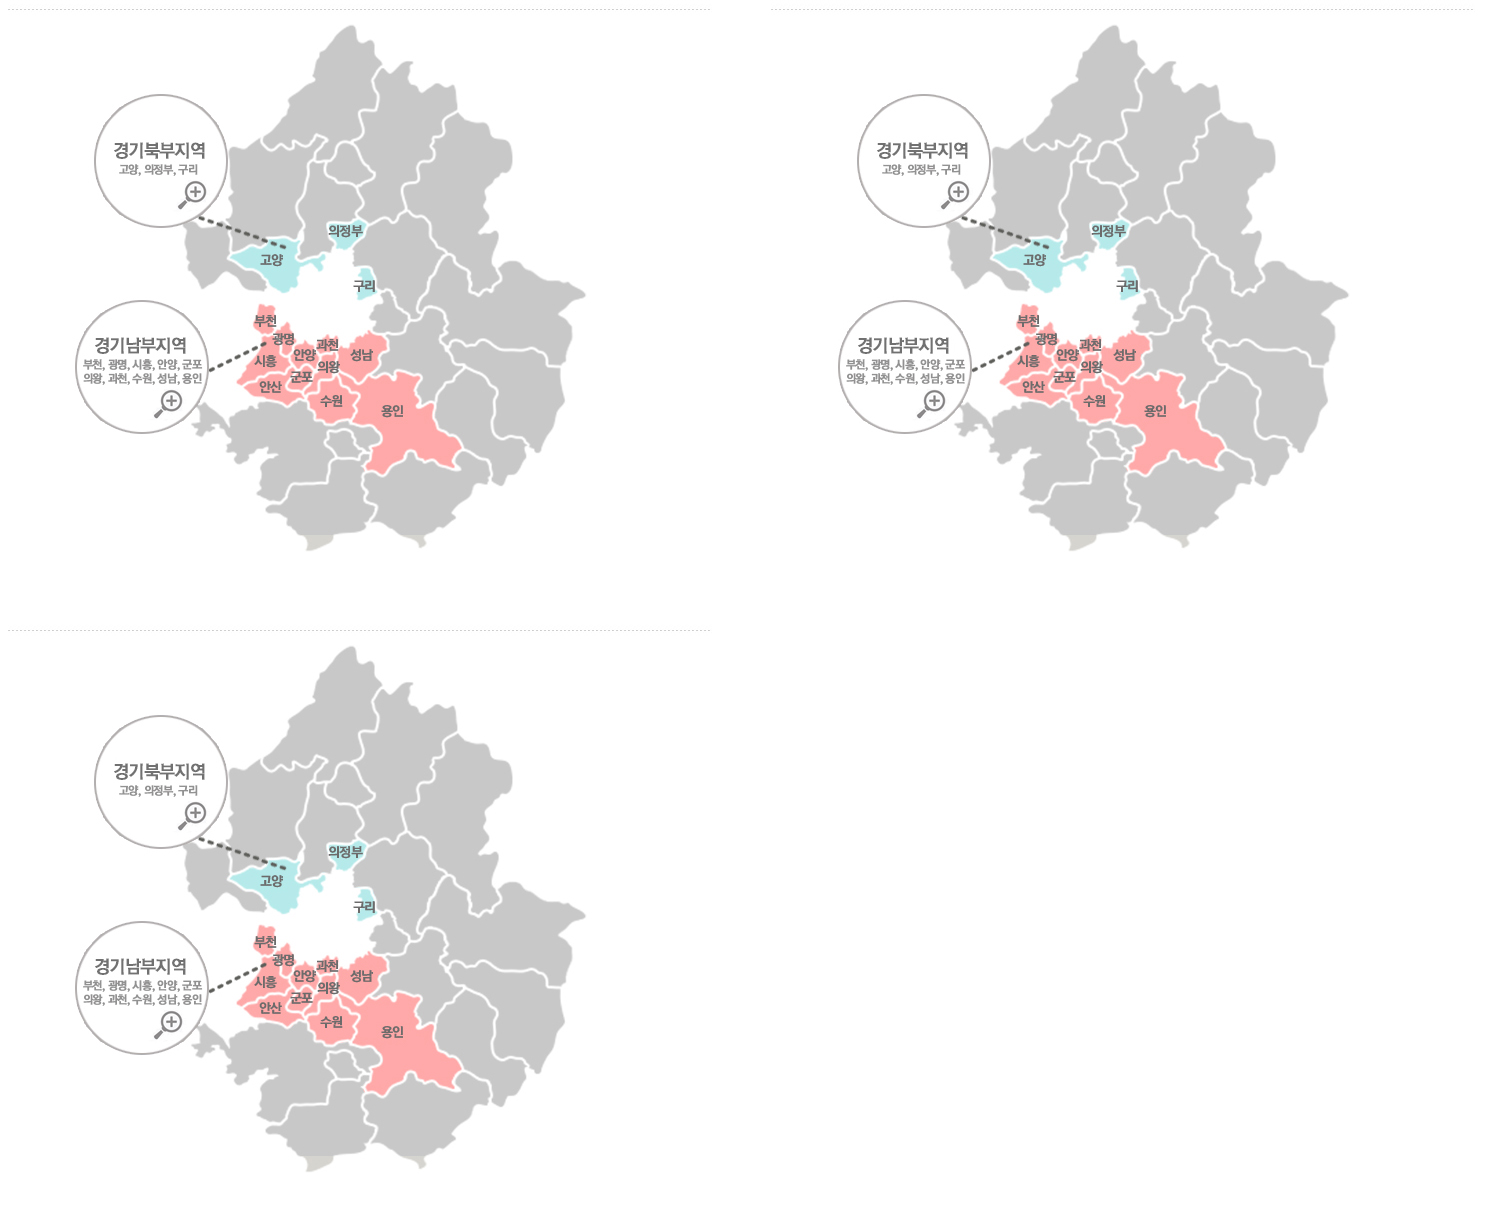 경기북부지역
고양, 의정부, 구리
의정부
고양
구리
경기남부지역
부천, 광명, 시흥, 안양, 군포
의왕, 과천, 수원, 성남, 용인
부천
광명
과천
안양
성남
시흥
의왕
군포
안산
수원
용인
경기북부지역
고양, 의정부, 구리
의정부
고양
구리
경기남부지역
부천, 광명, 시흥, 안양, 군포
의왕, 과천, 수원, 성남, 용인
부천
광명
과천
안양
성남
시흥
의왕
군포
안산
수원
용인
경기북부지역
고양, 의정부, 구리
의정부
고양
구리
경기남부지역
부천, 광명, 시흥, 안양, 군포
의왕, 과천, 수원, 성남, 용인
부천
광명
과천
안양
성남
시흥
의왕
군포
안산
수원
용인